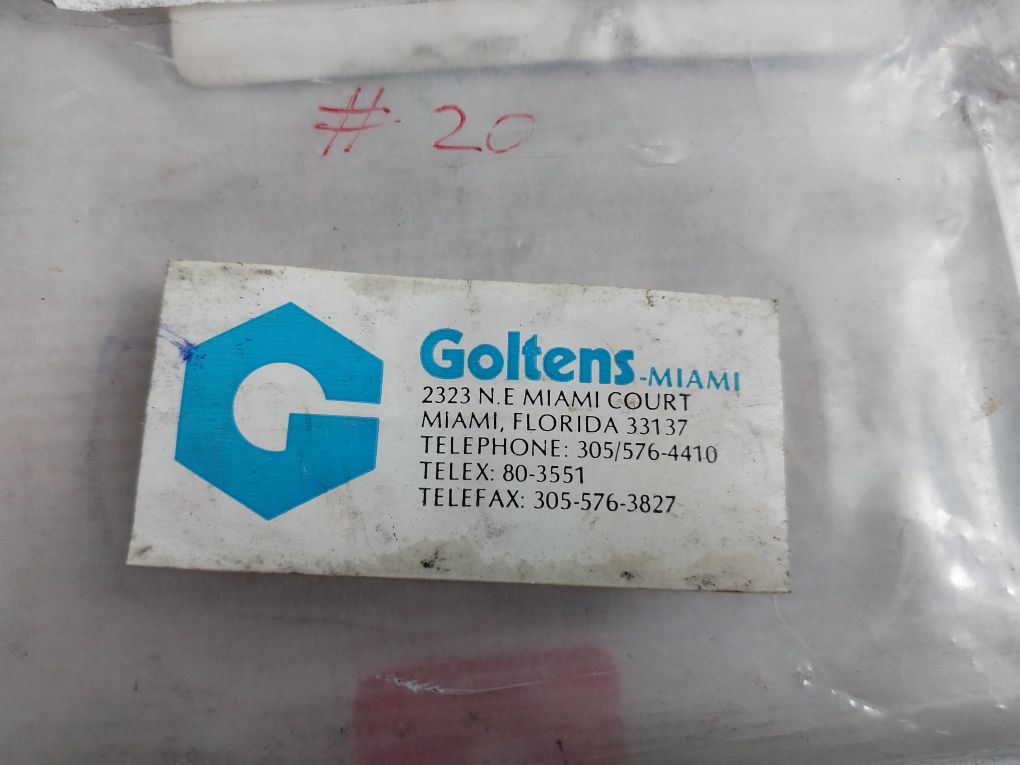 #. 20
Goltens-MIAMI
2323 N.E MIAMI COURT
MIAMI, FLORIDA 33137
TELEPHONE: 305/576-4410
TELEX: 80-3551
TELEFAX: 305-576-3827